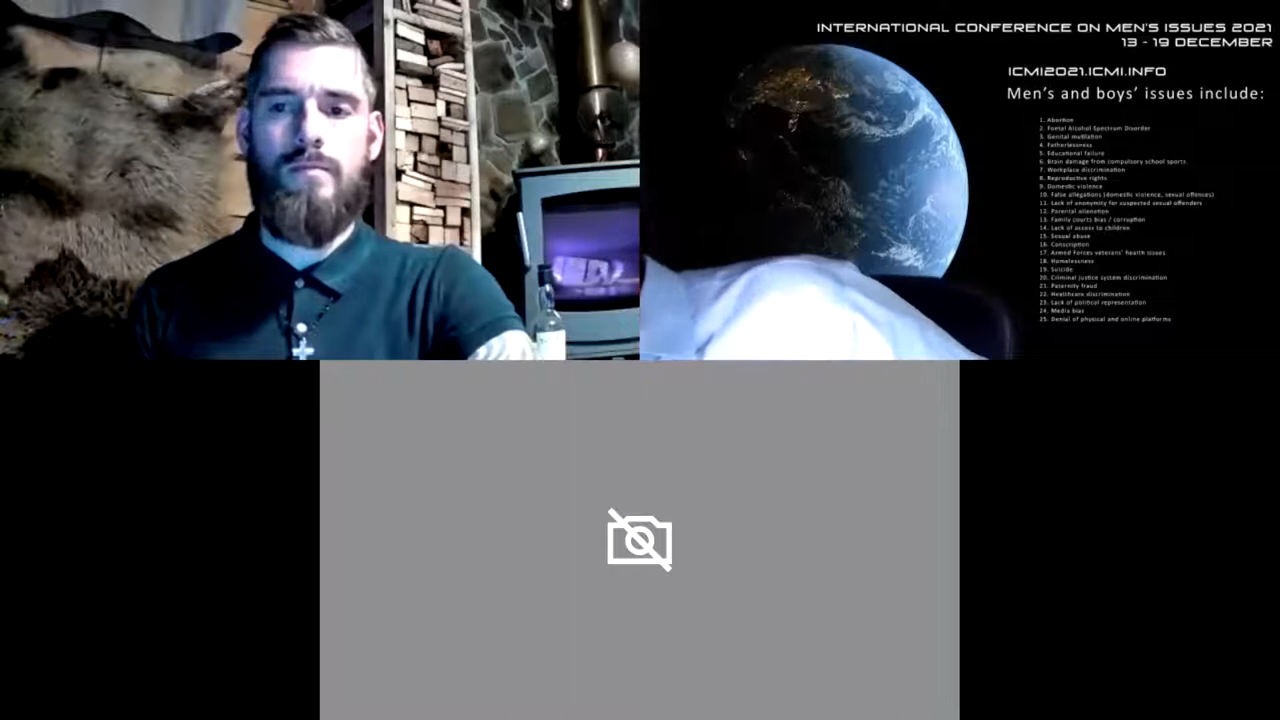 INTERNATIONAL CONFERENCE ON MEN'S ISSUES 2021
13 - 19 DECEMBER
ICMI2021.ICMI.INFO
Men's and boys' issues include:
1. Abortion
2. Foetal Alcohol Spectrum Disorder
3. Genital mutilation
4. Fatherlessness
5. Educational failure
6. Brain damage from compulsory school sports
7. Workplace discrimination
8. Reproductive rights
9. Domestic violence
10. False allegations (domestic violence, sexual offences)
11. Lack of anonymity for suspected sexual offenders
12. Parental alienation
13. Family courts bias / corruption
14. Lack of access to children
15. Sexual abuse
16. Conscription
17. Armed Forces veterans' health issues
18. Homelessness
19. Suicide
20. Criminal justice system discrimination
21. Paternity fraud
22. Healthcare discrimination
23. Lack of political representation
24. Media bias
25. Denial of physical and online platforms